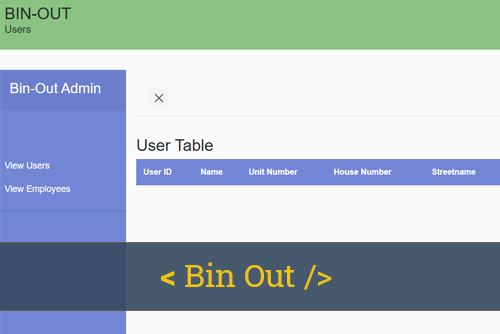 BIN-OUT
Users
Bin-Out Admin
View Users
View Employees
User Table
User ID Name Unit Number House Number Streetname
< Bin Out />